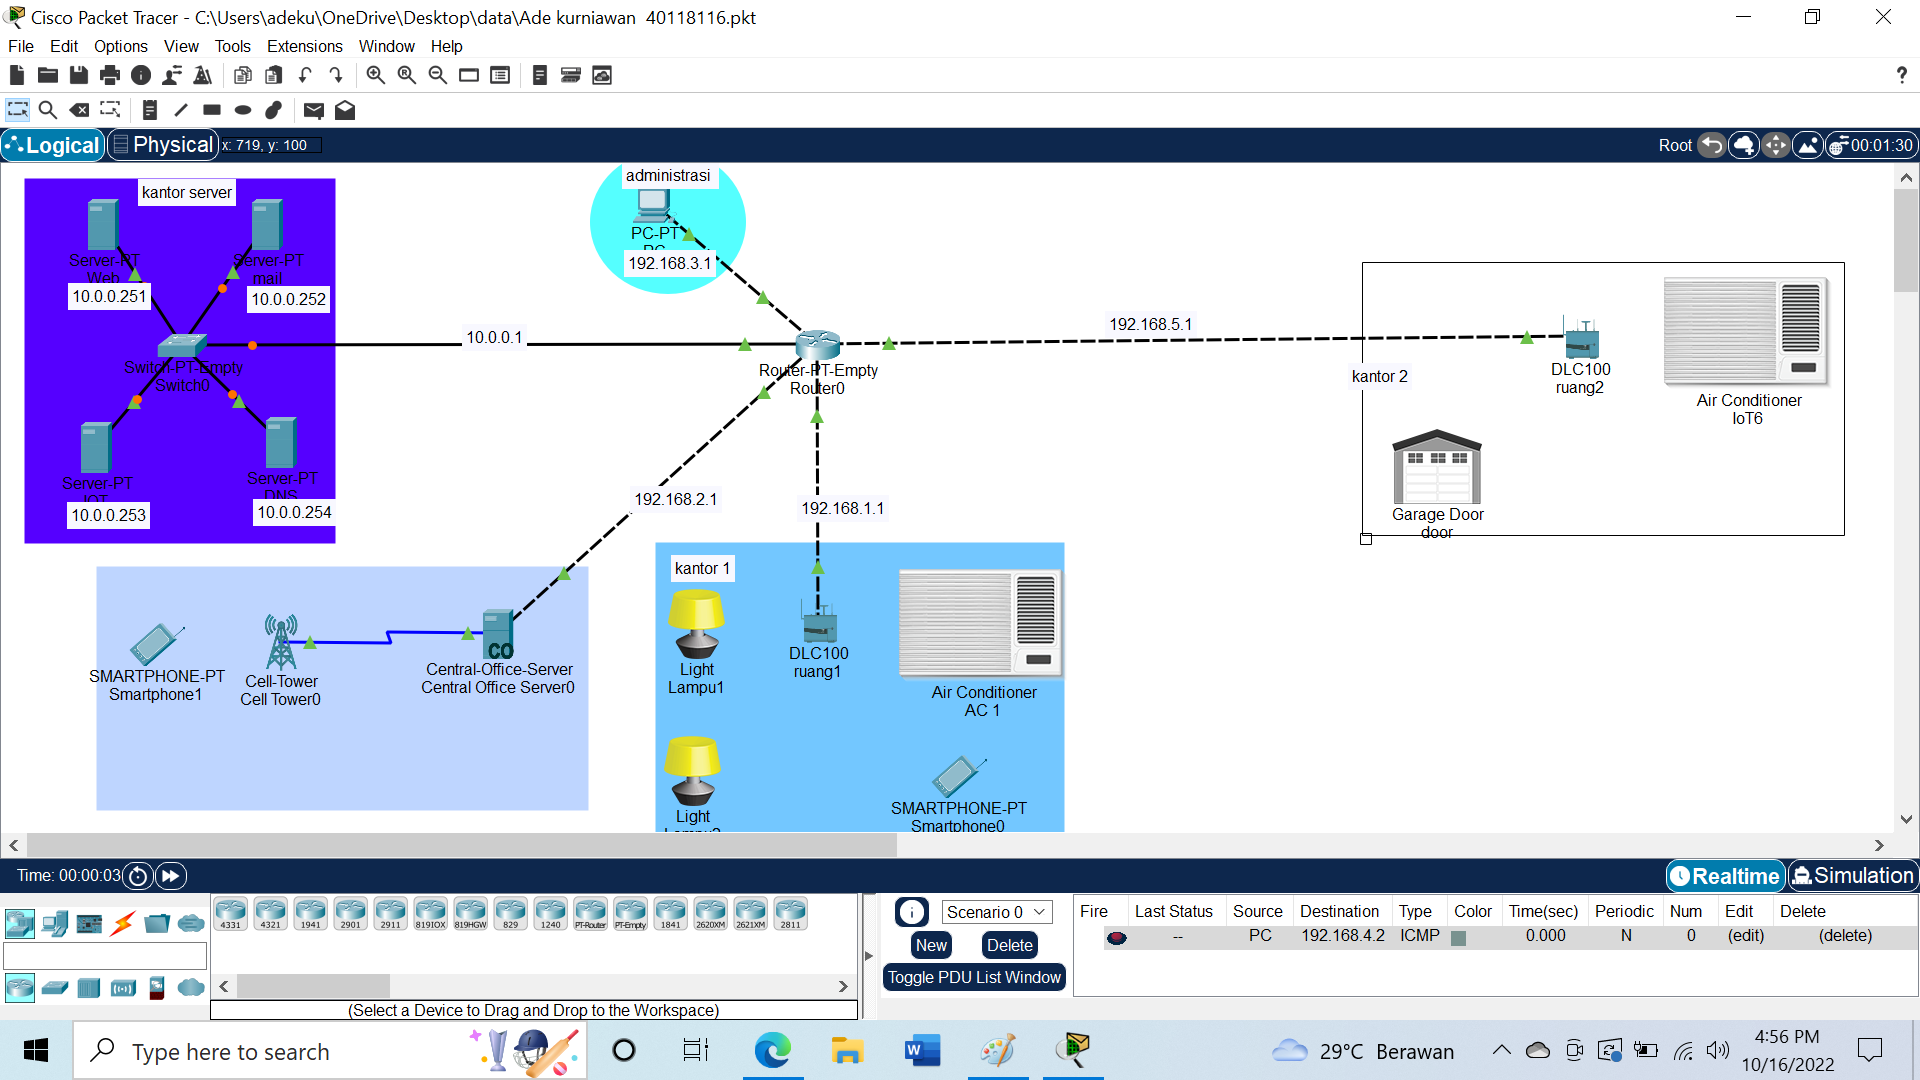 Cisco Packet Tracer - C:\Users\adeku\OneDrive\Desktop\data\Ade kurniawan 40118116.pkt
File Edit Options View Tools Extensions Window Help
?
Logical Physical x: 719, y: 100 Root 00:01:30
kantor server
Server-PT
Web
10.0.0.251
Server-PT
mail
10.0.0.252
Switch-PT-Empty
Switch0
Server-PT
IOT
10.0.0.253
Server-PT
DNS
10.0.0.254
10.0.0.1
administrasi
PC-PT
PC
192.168.3.1
Router-PT-Empty
Router0
192.168.5.1
192.168.2.1
192.168.1.1
kantor 2
DLC100
ruang2
Air Conditioner
IoT6
Garage Door
door
SMARTPHONE-PT
Smartphone1
Cell-Tower
Cell Tower0
CO
Central-Office-Server
Central Office Server0
kantor 1
Light
Lampu1
DLC100
ruang1
Air Conditioner
AC 1
Light
Lampu2
SMARTPHONE-PT
Smartphone0
Time: 00:00:03 Realtime Simulation
4331 4321 1941 2901 2911 819IOX 819HGW 829 1240 PT-Router PT-Empty 1841 2620XM 2621XM 2811
(Select a Device to Drag and Drop to the Workspace)
Scenario 0
New Delete
Toggle PDU List Window
Fire Last Status Source Destination Type Color Time(sec) Periodic Num Edit Delete
-- PC 192.168.4.2 ICMP 0.000 N 0 (edit) (delete)
Type here to search
29°C Berawan
4:56 PM
10/16/2022